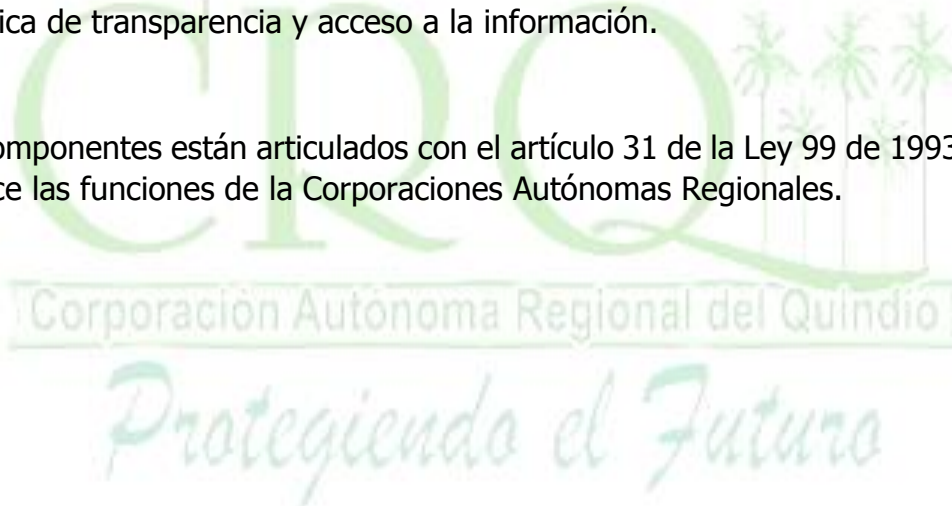 ica de transparencia y acceso a la información.
omponentes están articulados con el artículo 31 de la Ley 99 de 1993
ce las funciones de la Corporaciones Autónomas Regionales.
CRQ
Corporación Autónoma Regional del Quindío
Protegiendo el Futuro